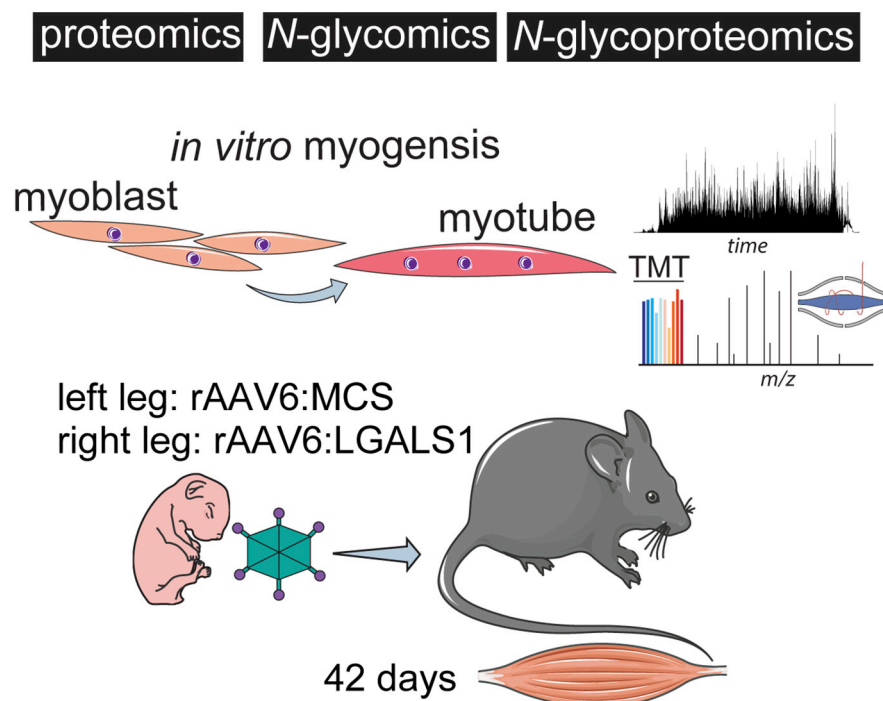 proteomics
N-glycomics
N-glycoproteomics
in vitro myogensis
myoblast
myotube
time
TMT
m/z
left leg: rAAV6:MCS
right leg: rAAV6:LGALS1
42 days